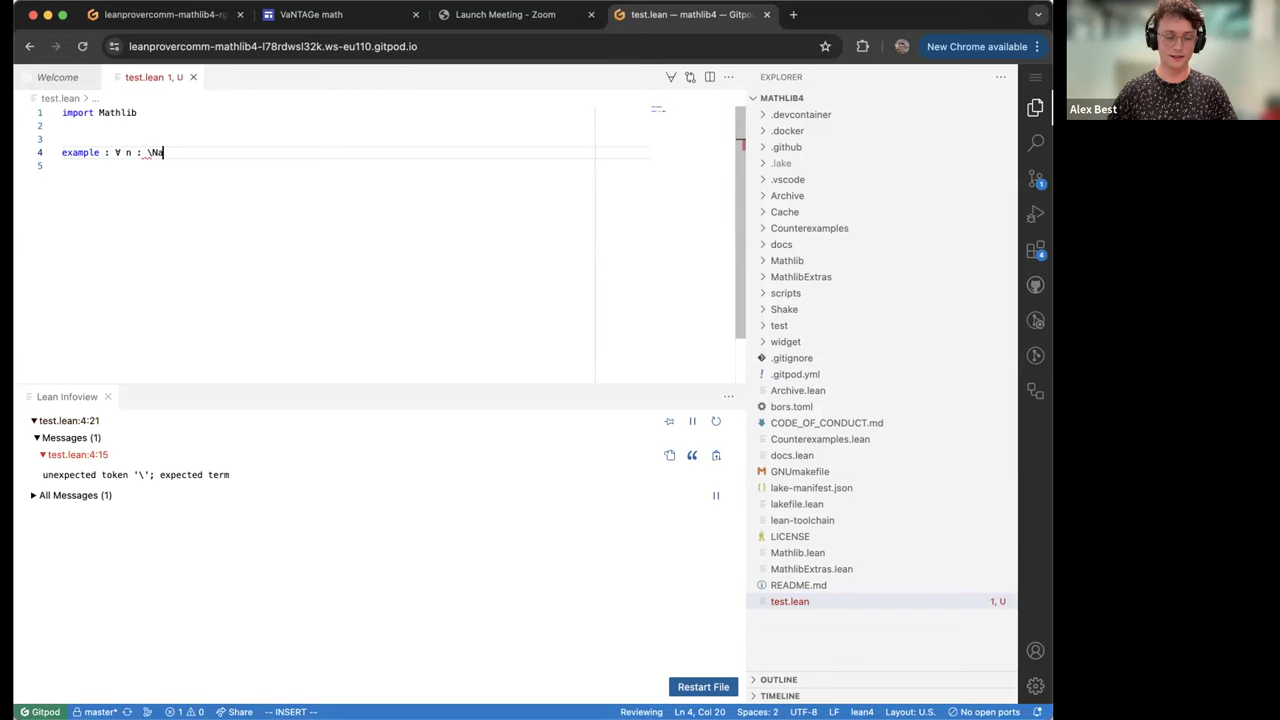 leanprovercomm-mathlib4-rg
VaNTAGe math
Launch Meeting - Zoom
test.lean — mathlib4 — Gitpod
leanprovercomm-mathlib4-l78rdwsl32k.ws-eu110.gitpod.io
New Chrome available
Alex Best
Welcome
test.lean 1, U
test.lean > ...
1 import Mathlib
2
3
4 example : ∀ n : \Na
5
EXPLORER
MATHLIB4
.devcontainer
.docker
.github
.lake
.vscode
Archive
Cache
Counterexamples
docs
Mathlib
MathlibExtras
scripts
Shake
test
widget
.gitignore
.gitpod.yml
Archive.lean
bors.toml
CODE_OF_CONDUCT.md
Counterexamples.lean
docs.lean
GNUmakefile
lake-manifest.json
lakefile.lean
lean-toolchain
LICENSE
Mathlib.lean
MathlibExtras.lean
README.md
test.lean 1, U
OUTLINE
TIMELINE
1
4
Lean Infoview
test.lean:4:21
Messages (1)
test.lean:4:15
unexpected token '\'; expected term
All Messages (1)
Restart File
Gitpod master* 1 0 Share -- INSERT -- Reviewing Ln 4, Col 20 Spaces: 2 UTF-8 LF lean4 Layout: U.S. No open ports